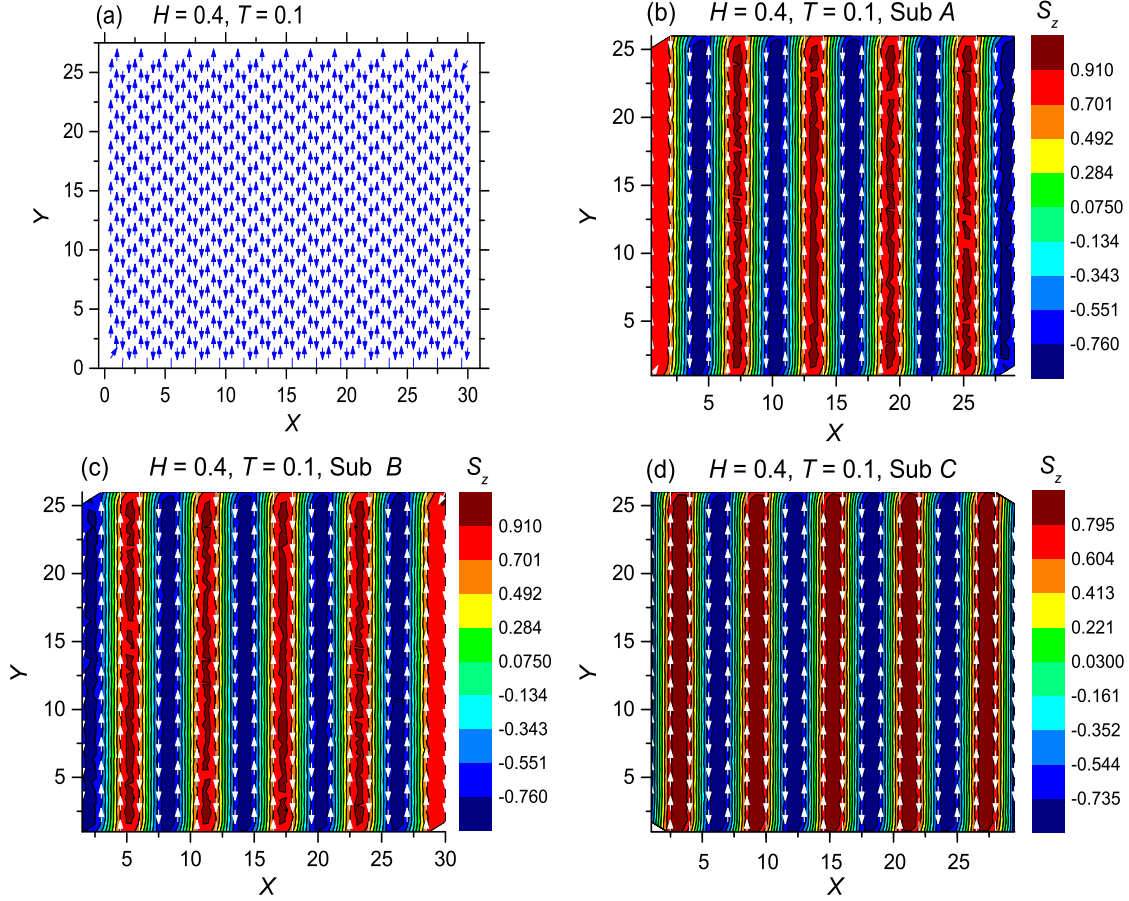 (a) H = 0.4, T = 0.1
25
20
15
10
5
0
Y
0 5 10 15 20 25 30
X
(b) H = 0.4, T = 0.1, Sub A
Sz
25
20
15
10
5
Y
5 10 15 20 25
X
0.910
0.701
0.492
0.284
0.0750
-0.134
-0.343
-0.551
-0.760
(c) H = 0.4, T = 0.1, Sub B
Sz
25
20
15
10
5
Y
5 10 15 20 25 30
X
0.910
0.701
0.492
0.284
0.0750
-0.134
-0.343
-0.551
-0.760
(d) H = 0.4, T = 0.1, Sub C
Sz
25
20
15
10
5
Y
5 10 15 20 25
X
0.795
0.604
0.413
0.221
0.0300
-0.161
-0.352
-0.544
-0.735